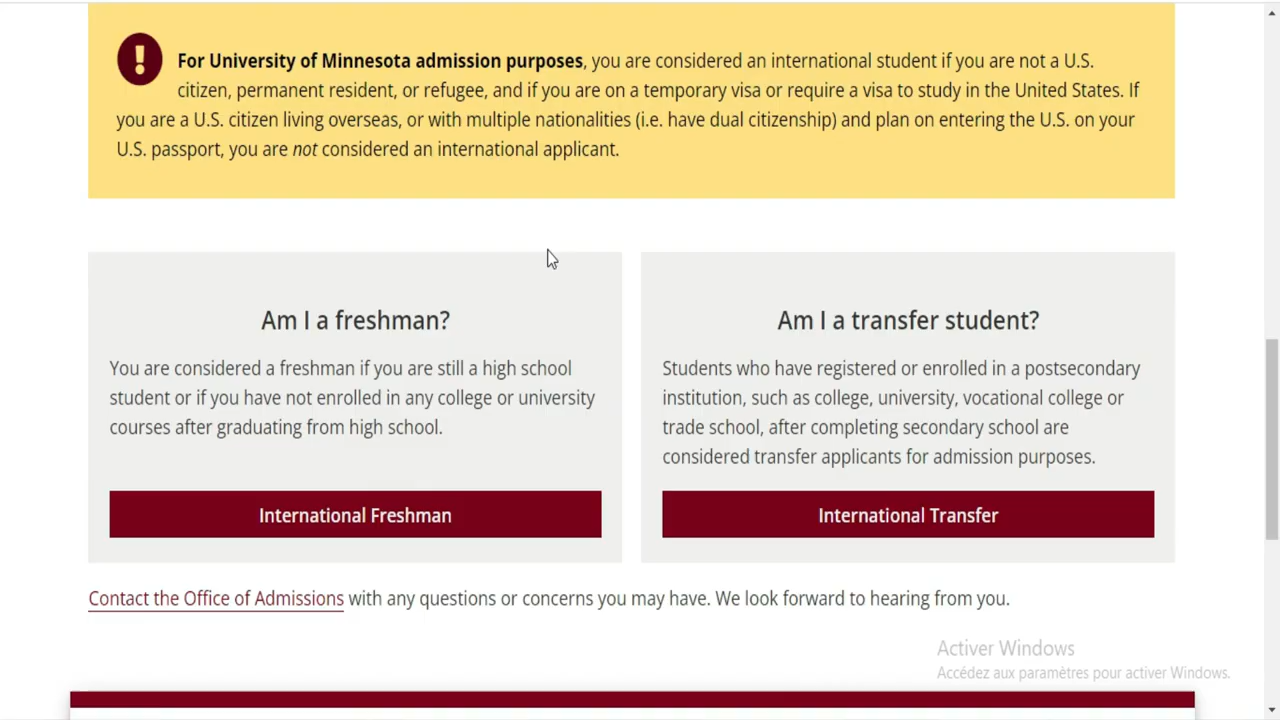 For University of Minnesota admission purposes, you are considered an international student if you are not a U.S.
citizen, permanent resident, or refugee, and if you are on a temporary visa or require a visa to study in the United States. If
you are a U.S. citizen living overseas, or with multiple nationalities (i.e. have dual citizenship) and plan on entering the U.S. on your
U.S. passport, you are not considered an international applicant.
Am I a freshman?
You are considered a freshman if you are still a high school
student or if you have not enrolled in any college or university
courses after graduating from high school.
International Freshman
Am I a transfer student?
Students who have registered or enrolled in a postsecondary
institution, such as college, university, vocational college or
trade school, after completing secondary school are
considered transfer applicants for admission purposes.
International Transfer
Contact the Office of Admissions with any questions or concerns you may have. We look forward to hearing from you.
Activer Windows
Accédez aux paramètres pour activer Windows.